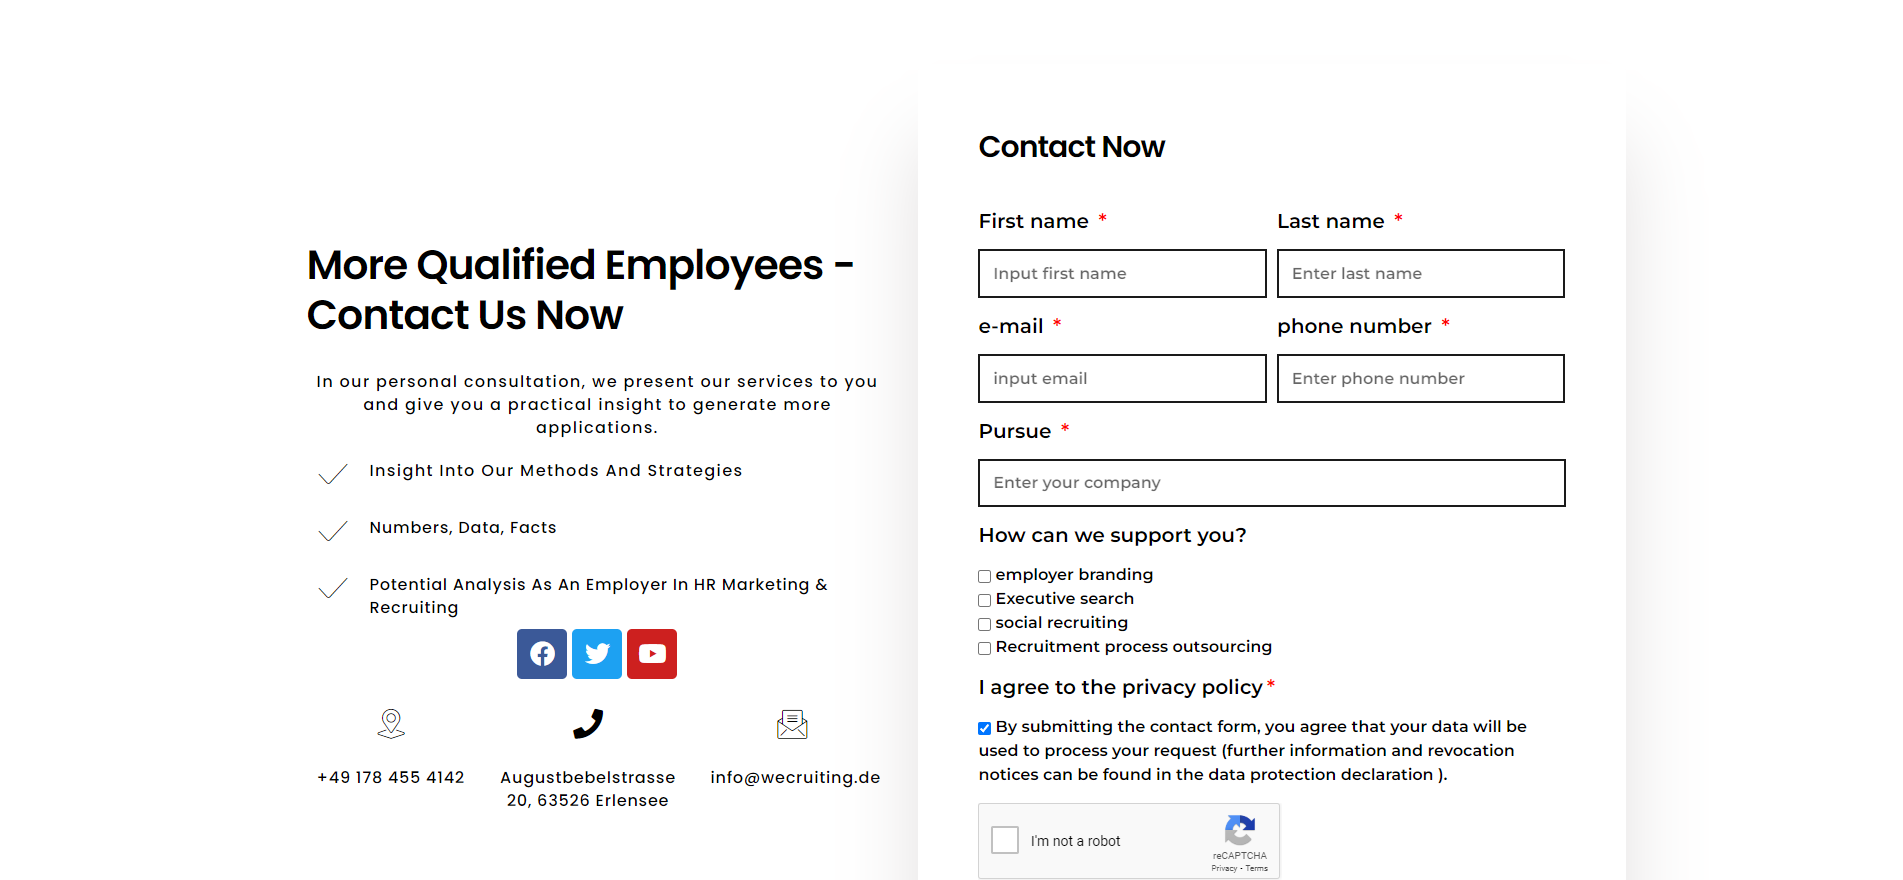 More Qualified Employees -
Contact Us Now
In our personal consultation, we present our services to you
and give you a practical insight to generate more
applications.
Insight Into Our Methods And Strategies
Numbers, Data, Facts
Potential Analysis As An Employer In HR Marketing &
Recruiting
+49 178 455 4142
Augustbebelstrasse
20, 63526 Erlensee
info@wecruiting.de
Contact Now
First name *
Last name *
Input first name
Enter last name
e-mail *
phone number *
input email
Enter phone number
Pursue *
Enter your company
How can we support you?
employer branding
Executive search
social recruiting
Recruitment process outsourcing
I agree to the privacy policy *
By submitting the contact form, you agree that your data will be
used to process your request (further information and revocation
notices can be found in the data protection declaration ).
I'm not a robot
reCAPTCHA
Privacy - Terms